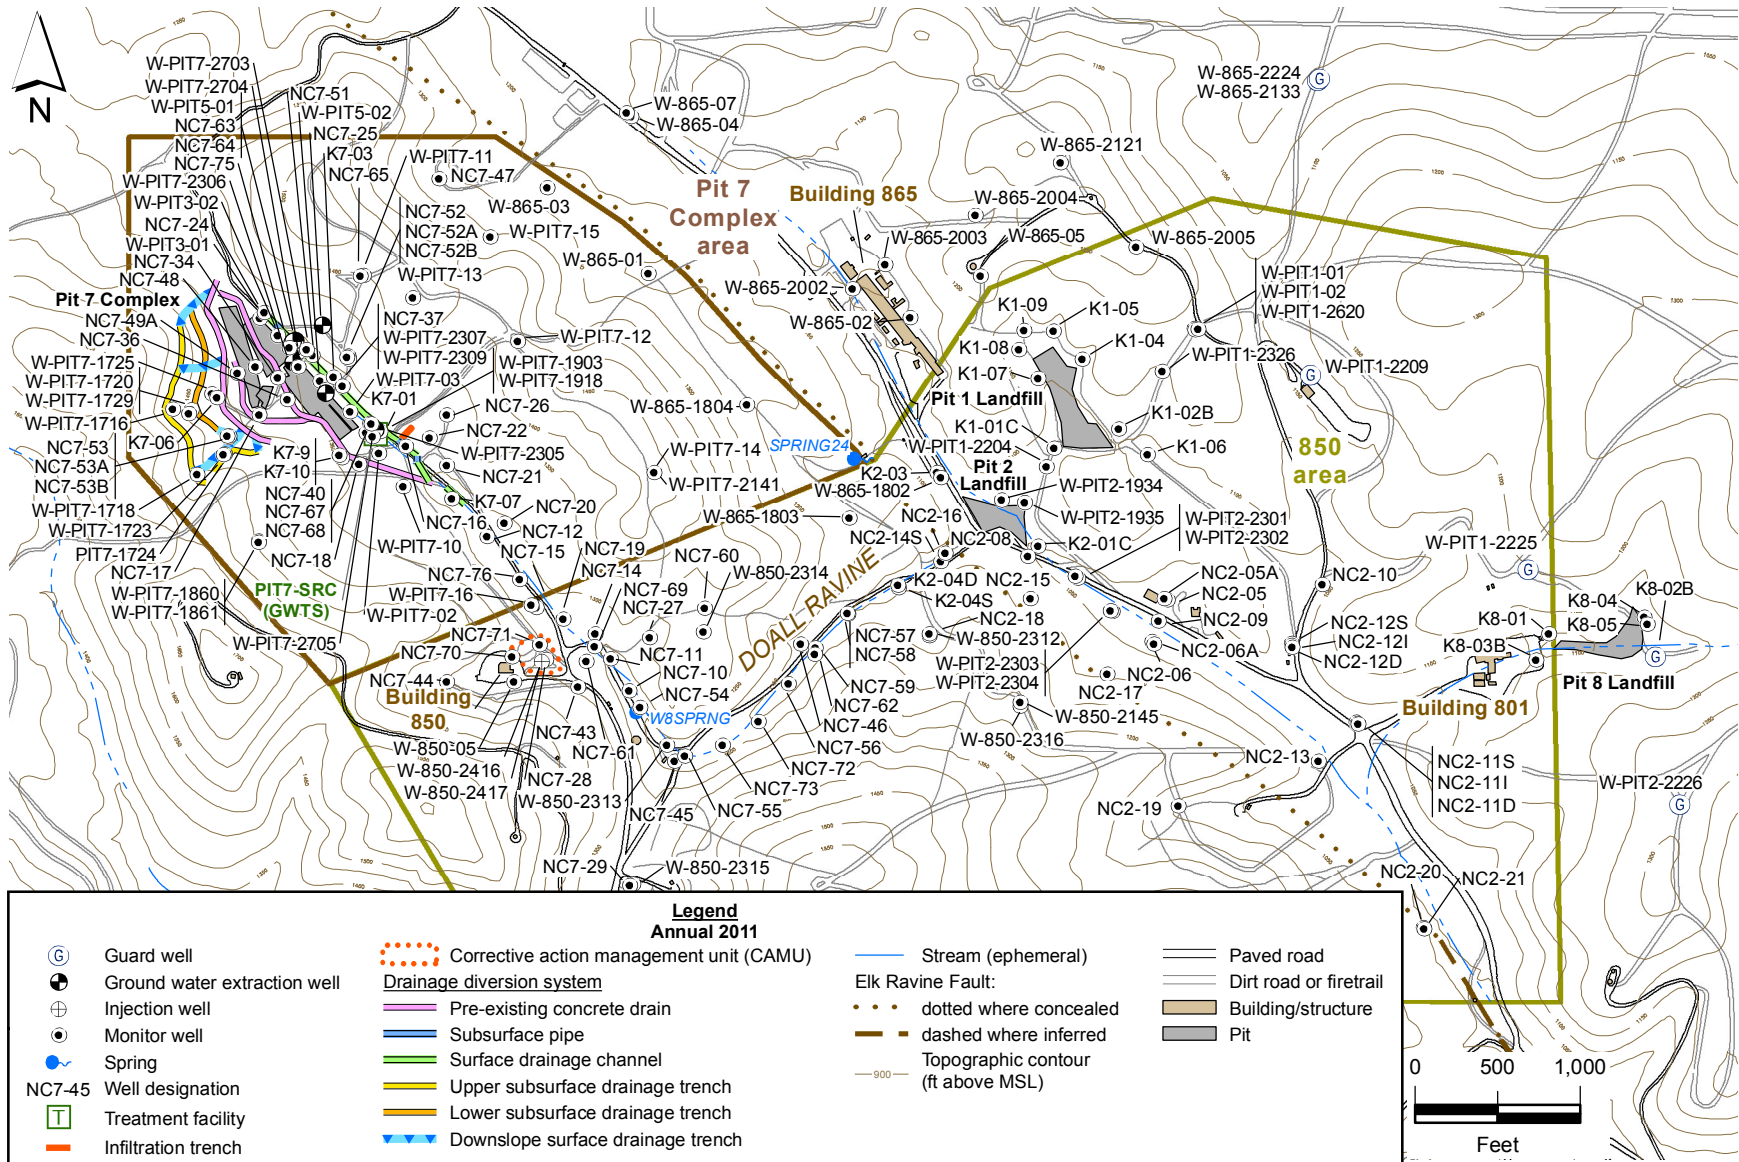 N
W-PIT7-2703
W-PIT7-2704
W-PIT5-01
NC7-63
NC7-64
NC7-75
W-PIT7-2306
W-PIT3-02
NC7-24
W-PIT3-01
NC7-34
NC7-48
Pit 7 Complex
NC7-49A
NC7-36
W-PIT7-1725
W-PIT7-1720
W-PIT7-1729
W-PIT7-1716
K7-06
NC7-53
NC7-53A
NC7-53B
W-PIT7-1718
W-PIT7-1723
PIT7-1724
NC7-17
W-PIT7-1860
W-PIT7-1861
NC7-51
W-PIT5-02
NC7-25
K7-03
NC7-65
W-PIT7-11
NC7-47
NC7-52
NC7-52A
NC7-52B
W-PIT7-13
W-865-03
W-PIT7-15
W-865-01
W-865-07
W-865-04
Pit 7
Complex
area
Building 865
W-865-2003
W-865-2002
W-865-02
W-865-2224
W-865-2133
W-865-2121
W-865-2004
W-865-05
W-865-2005
W-PIT1-01
W-PIT1-02
W-PIT1-2620
W-PIT1-2326
W-PIT1-2209
K1-09
K1-05
K1-08
K1-04
K1-07
Pit 1 Landfill
K1-02B
K1-01C
W-PIT1-2204
K1-06
850
area
NC7-37
W-PIT7-2307
W-PIT7-2309
W-PIT7-03
K7-01
W-PIT7-12
W-PIT7-1903
W-PIT7-1918
NC7-26
NC7-22
W-PIT7-2305
NC7-21
K7-07
NC7-20
NC7-16
NC7-12
W-PIT7-10
NC7-15
K7-9
K7-10
NC7-40
NC7-67
NC7-68
NC7-18
PIT7-SRC
(GWTS)
W-PIT7-2705
NC7-76
W-PIT7-16
W-PIT7-02
W-865-1804
SPRING24
W-PIT7-14
W-PIT7-2141
W-865-1803
K2-03
W-865-1802
Pit 2
Landfill
W-PIT2-1934
W-PIT2-1935
NC2-16
NC2-14S
NC2-08
K2-01C
W-PIT2-2301
W-PIT2-2302
NC7-19
NC7-14
NC7-69
NC7-27
NC7-60
W-850-2314
DOALL RAVINE
K2-04D
K2-04S
NC2-15
NC2-18
W-850-2312
NC2-05A
NC2-05
NC2-09
NC2-06A
NC2-06
W-PIT2-2303
W-PIT2-2304
NC2-17
W-850-2145
W-850-2316
NC2-10
NC2-12S
NC2-12I
NC2-12D
W-PIT1-2225
K8-04
K8-02B
K8-05
K8-01
K8-03B
Pit 8 Landfill
Building 801
NC7-71
NC7-70
NC7-44
Building
850
NC7-11
NC7-10
NC7-54
W8SPRNG
NC7-57
NC7-58
NC7-59
NC7-62
NC7-46
NC7-56
NC7-72
NC7-73
NC7-55
NC7-45
W-850-05
W-850-2416
W-850-2417
NC7-43
NC7-61
NC7-28
W-850-2313
NC7-29
W-850-2315
NC2-13
NC2-19
NC2-11S
NC2-11I
NC2-11D
W-PIT2-2226
NC2-20
NC2-21
Legend
Annual 2011
G Guard well
Ground water extraction well
Injection well
Monitor well
Spring
NC7-45 Well designation
T Treatment facility
Infiltration trench
Corrective action management unit (CAMU)
Drainage diversion system
Pre-existing concrete drain
Subsurface pipe
Surface drainage channel
Upper subsurface drainage trench
Lower subsurface drainage trench
Downslope surface drainage trench
Stream (ephemeral)
Elk Ravine Fault:
dotted where concealed
dashed where inferred
900 Topographic contour
(ft above MSL)
Paved road
Dirt road or firetrail
Building/structure
Pit
0 500 1,000
Feet